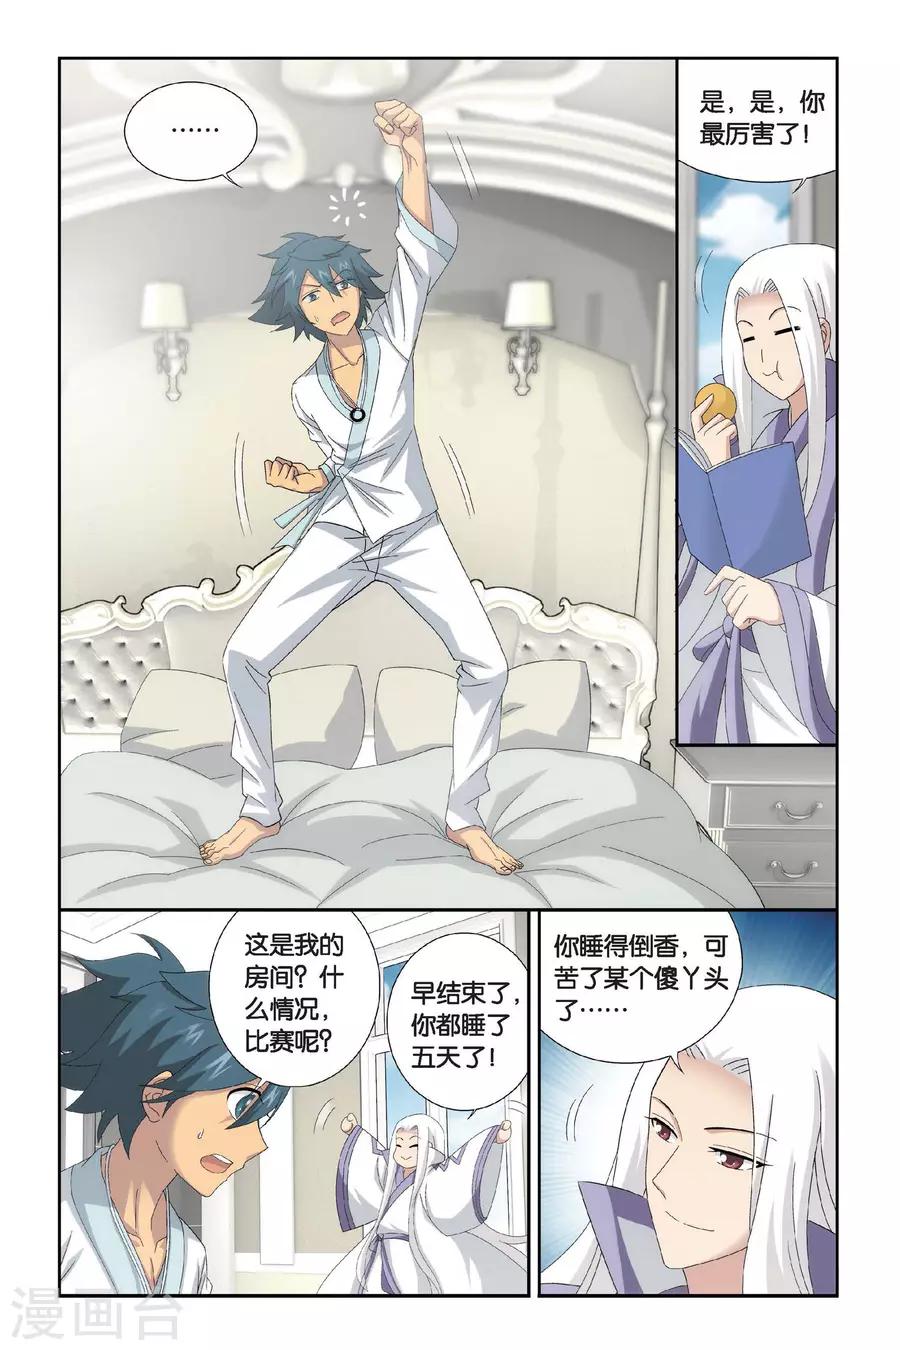 ……
是，是，你
最厉害了！
这是我的
房间？什
么情况，
比赛呢？
早结束了，
你都睡了
五天了！
你睡得倒香，可
苦了某个傻丫头
了……
漫画台